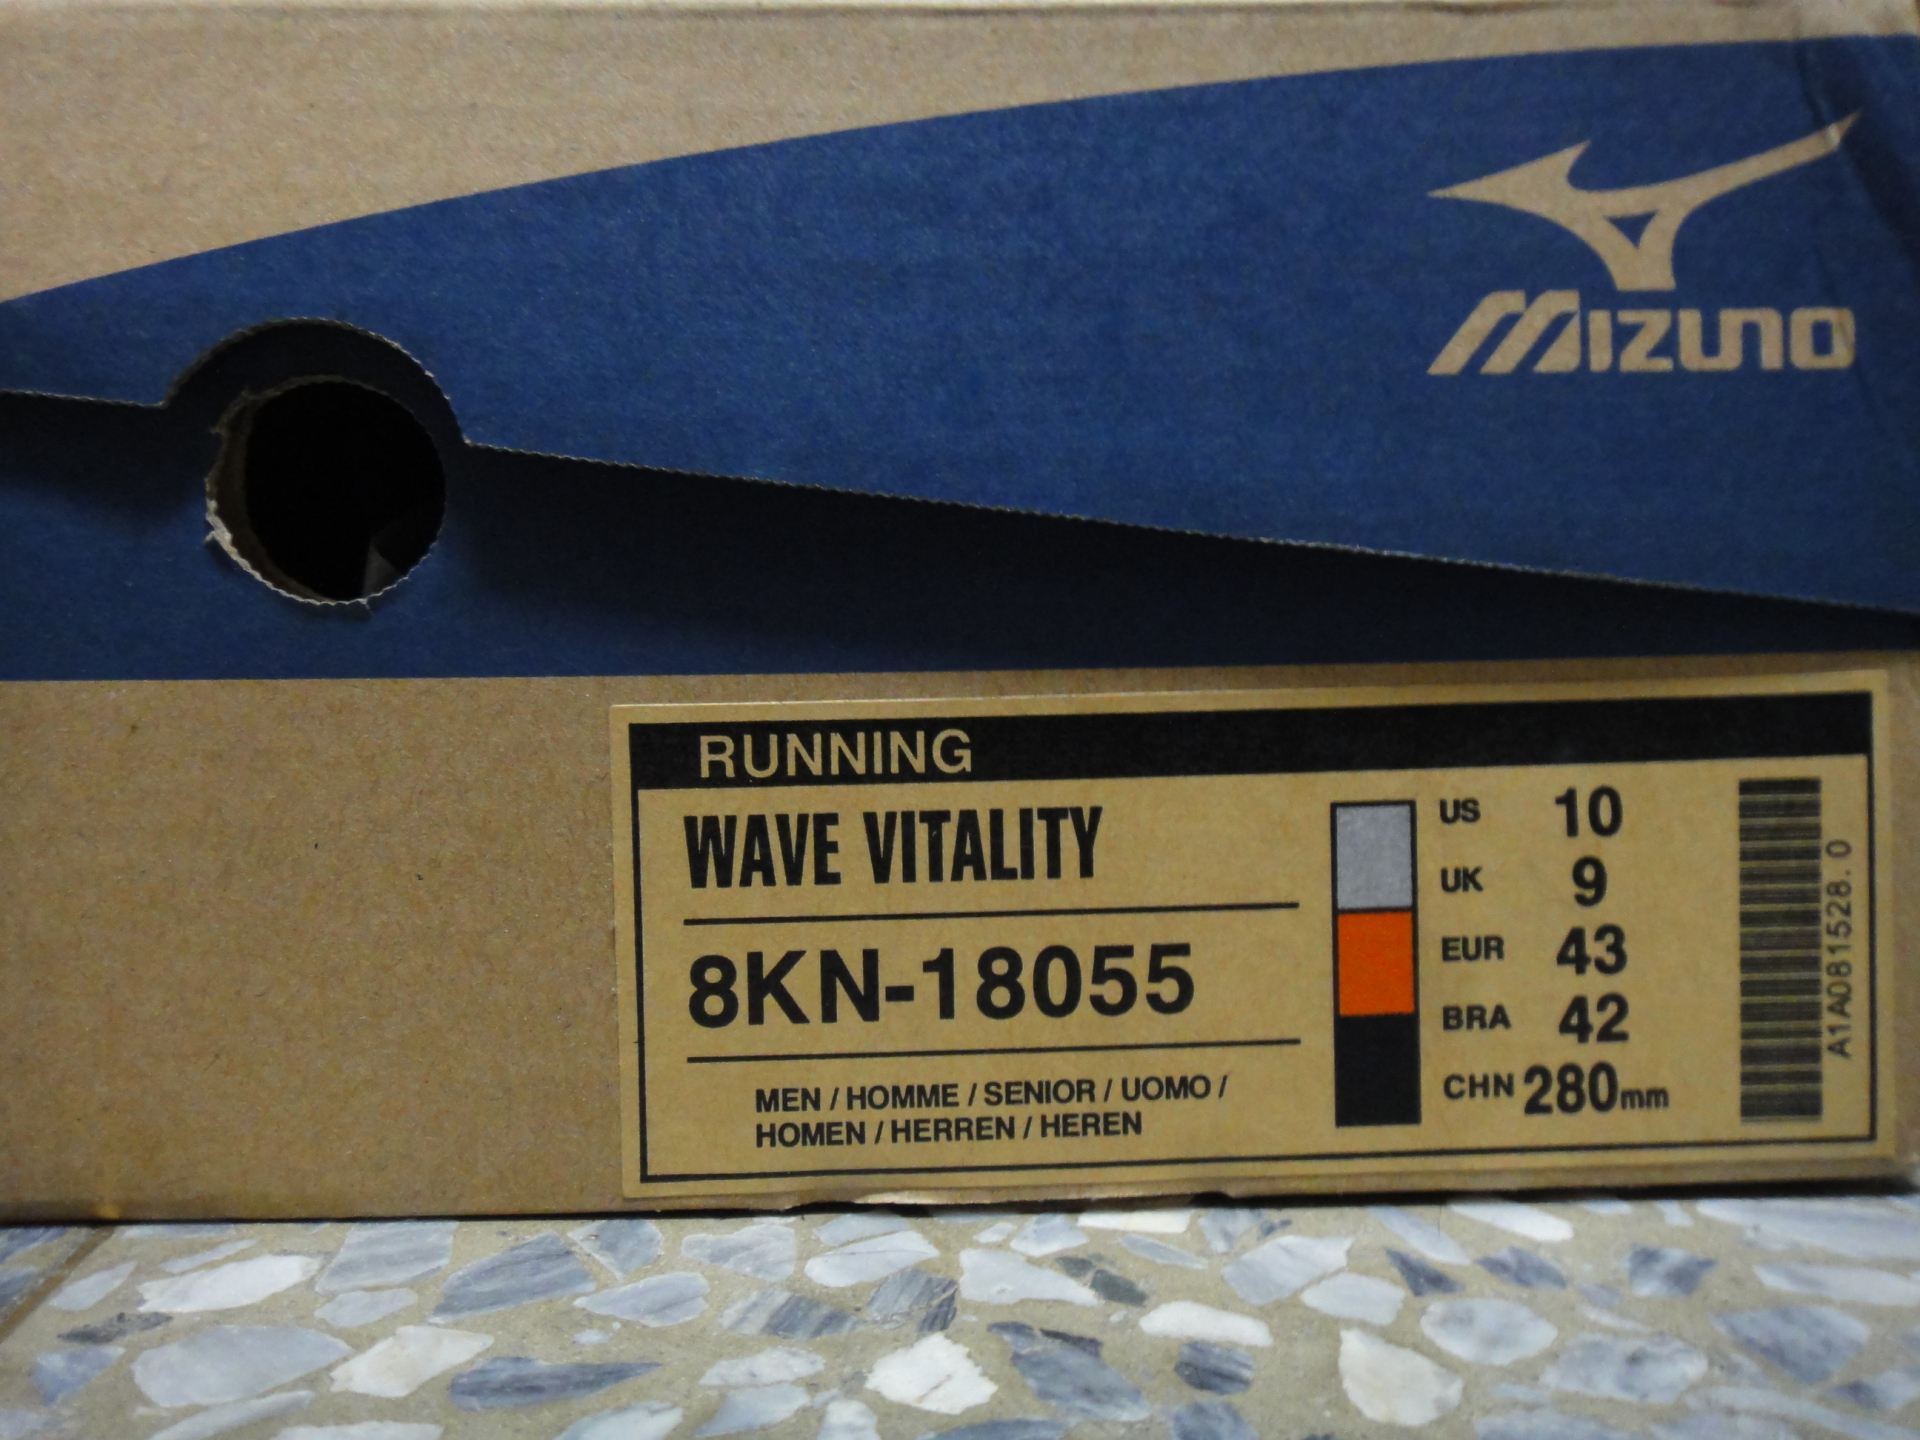 MIZUNO
RUNNING
WAVE VITALITY
8KN-18055
MEN / HOMME / SENIOR / UOMO /
HOMEN / HERREN / HEREN
US 10
UK 9
EUR 43
BRA 42
CHN 280mm
A1A081528.0